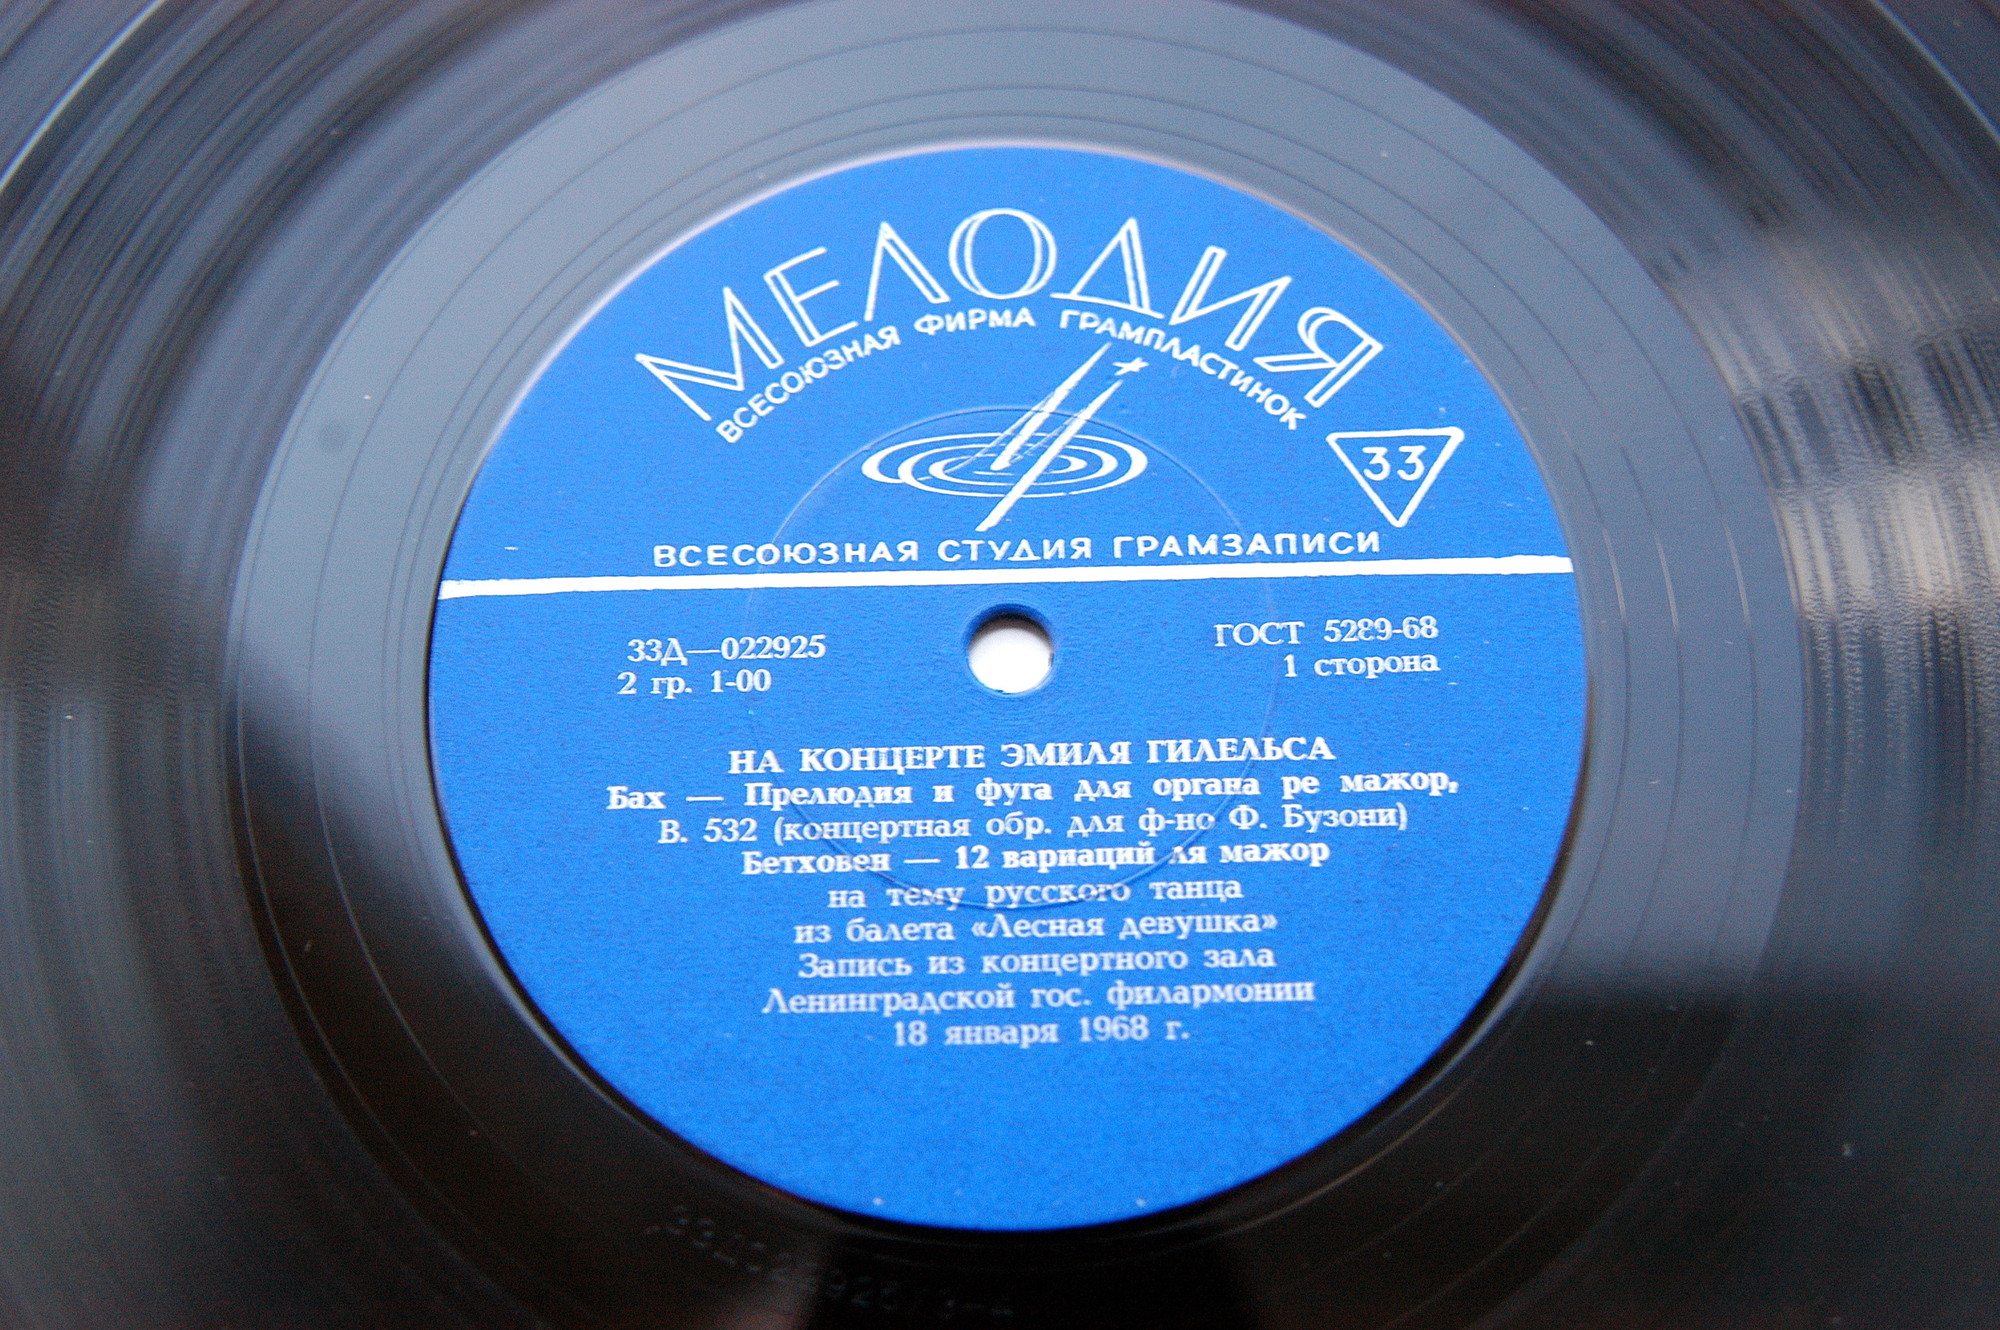 МЕЛОДИЯ
ВСЕСОЮЗНАЯ ФИРМА ГРАМПЛАСТИНОК
33
ВСЕСОЮЗНАЯ СТУДИЯ ГРАМЗАПИСИ
33Д—022925
2 гр. 1-00
ГОСТ 5289-68
1 сторона
НА КОНЦЕРТЕ ЭМИЛЯ ГИЛЕЛЬСА
Бах — Прелюдия и фуга для органа ре мажор,
В. 532 (концертная обр. для ф-но Ф. Бузони)
Бетховен — 12 вариаций ля мажор
на тему русского танца
из балета «Лесная девушка»
Запись из концертного зала
Ленинградской гос. филармонии
18 января 1968 г.